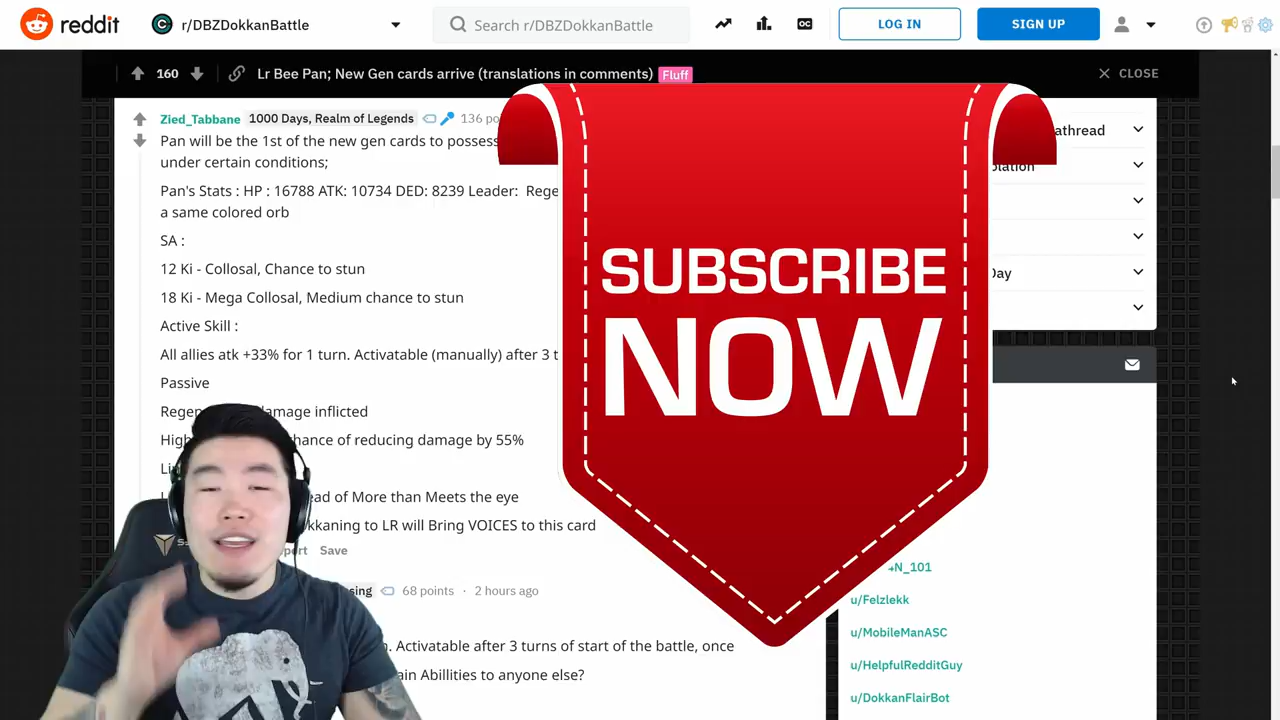 reddit
r/DBZDokkanBattle
Search r/DBZDokkanBattle
LOG IN
SIGN UP
160
Lr Bee Pan; New Gen cards arrive (translations in comments) Fluff
CLOSE
Zied_Tabbane 1000 Days, Realm of Legends 136
Pan will be the 1st of the new gen cards to possess
under certain conditions;
Pan's Stats : HP : 16788 ATK: 10734 DED: 8239 Leader:
a same colored orb
SA :
12 Ki - Collosal, Chance to stun
18 Ki - Mega Collosal, Medium chance to stun
Active Skill :
All allies atk +33% for 1 turn. Activatable (manually) after 3
Passive
damage inflicted
chance of reducing damage by 55%
of More than Meets the eye
to LR will Bring VOICES to this card
Save
68 points · 2 hours ago
Activatable after 3 turns of start of the battle, once
Abillities to anyone else?
SUBSCRIBE
NOW
u/Felzlekk
u/MobileManASC
u/HelpfulRedditGuy
u/DokkanFlairBot